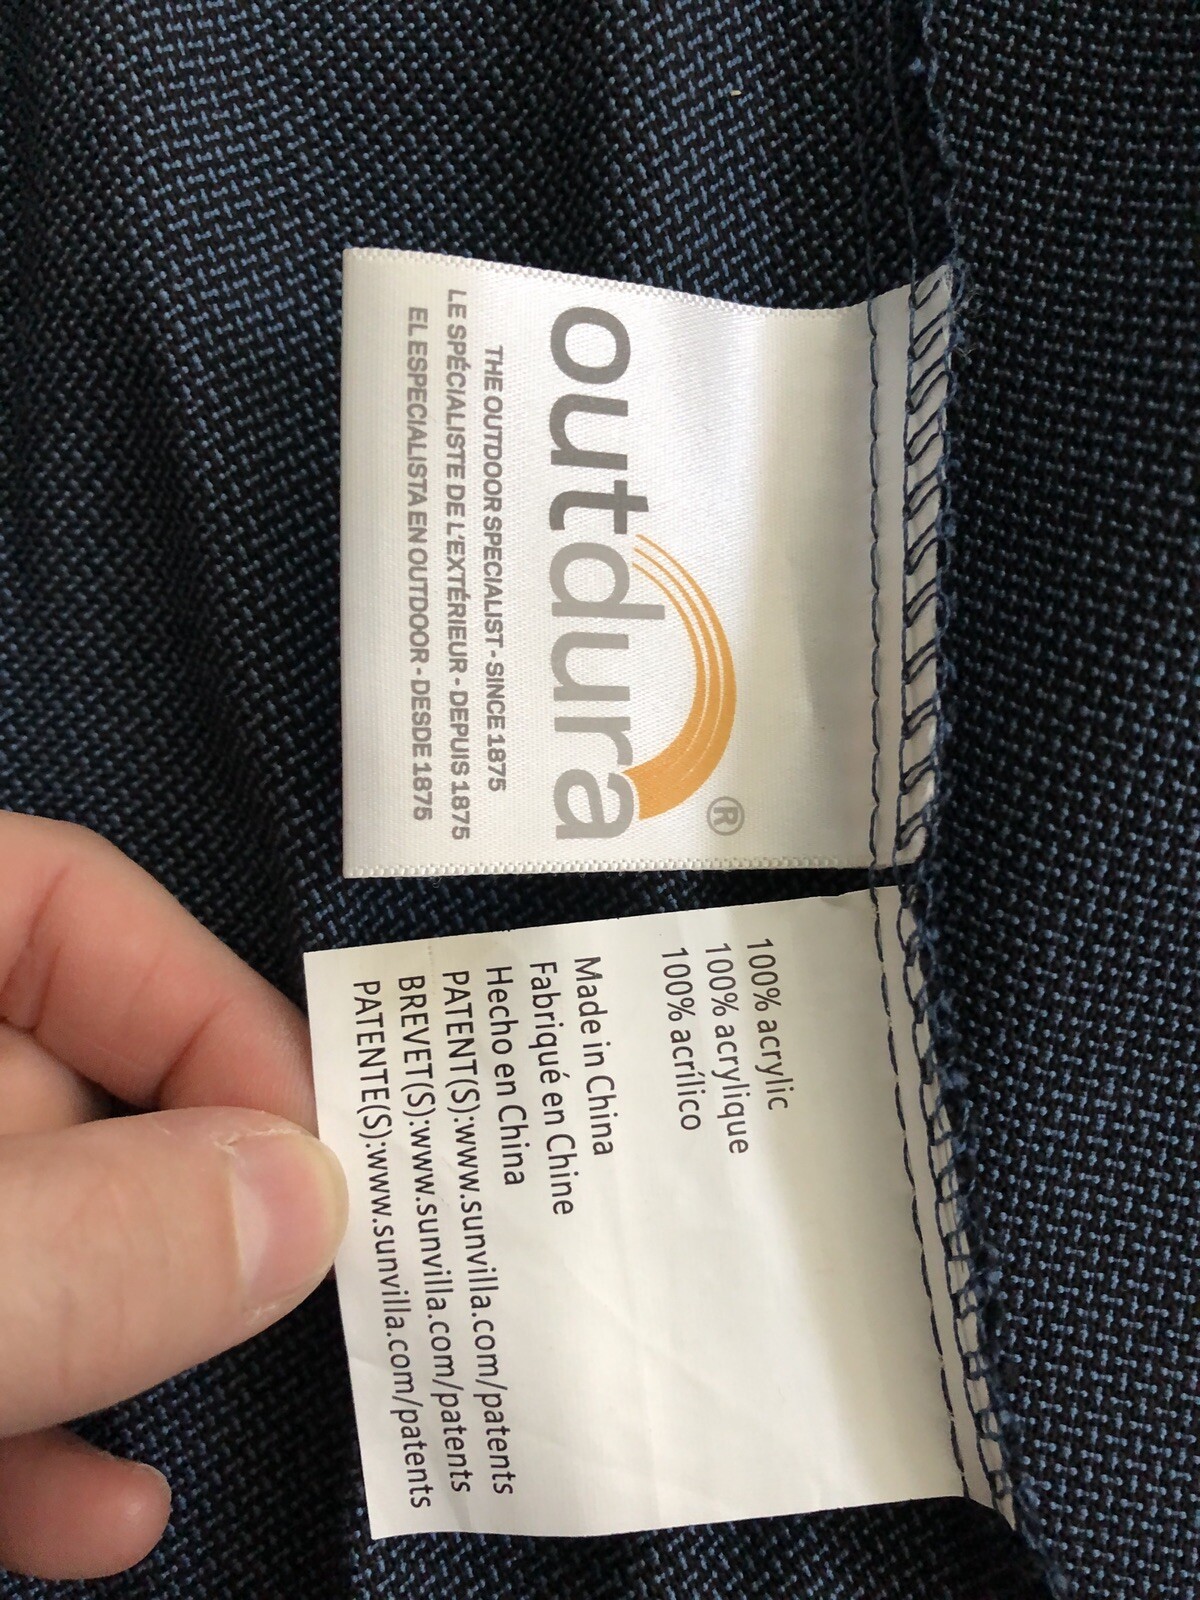 outdura®
THE OUTDOOR SPECIALIST - SINCE 1875
LE SPÉCIALISTE DE L'EXTÉRIEUR - DEPUIS 1875
EL ESPECIALISTA EN OUTDOOR - DESDE 1875
100% acrylic
100% acrylique
100% acrílico
Made in China
Fabriqué en Chine
Hecho en China
PATENT(S):www.sunvilla.com/patents
BREVET(S):www.sunvilla.com/patents
PATENTE(S):www.sunvilla.com/patents